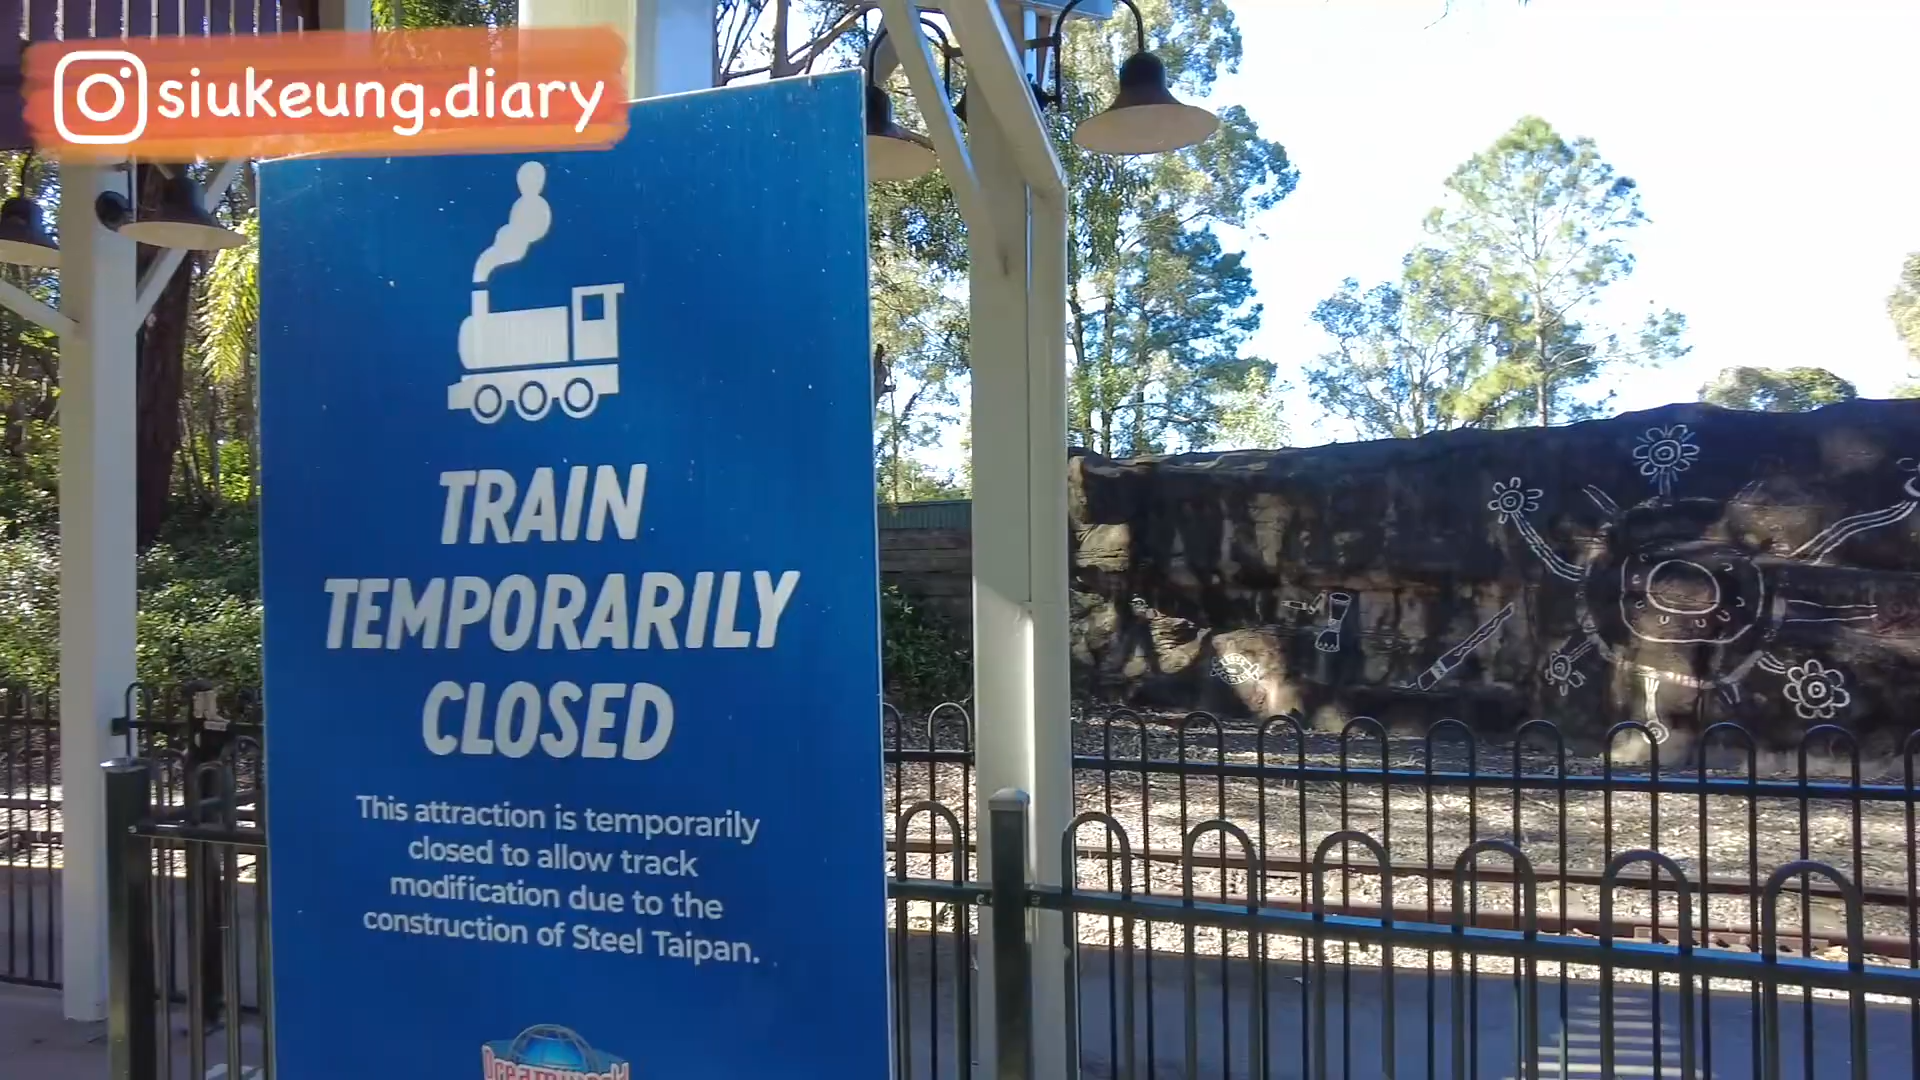 siukeung.diary
TRAIN
TEMPORARILY
CLOSED
This attraction is temporarily
closed to allow track
modification due to the
construction of Steel Taipan.
Dreamworld